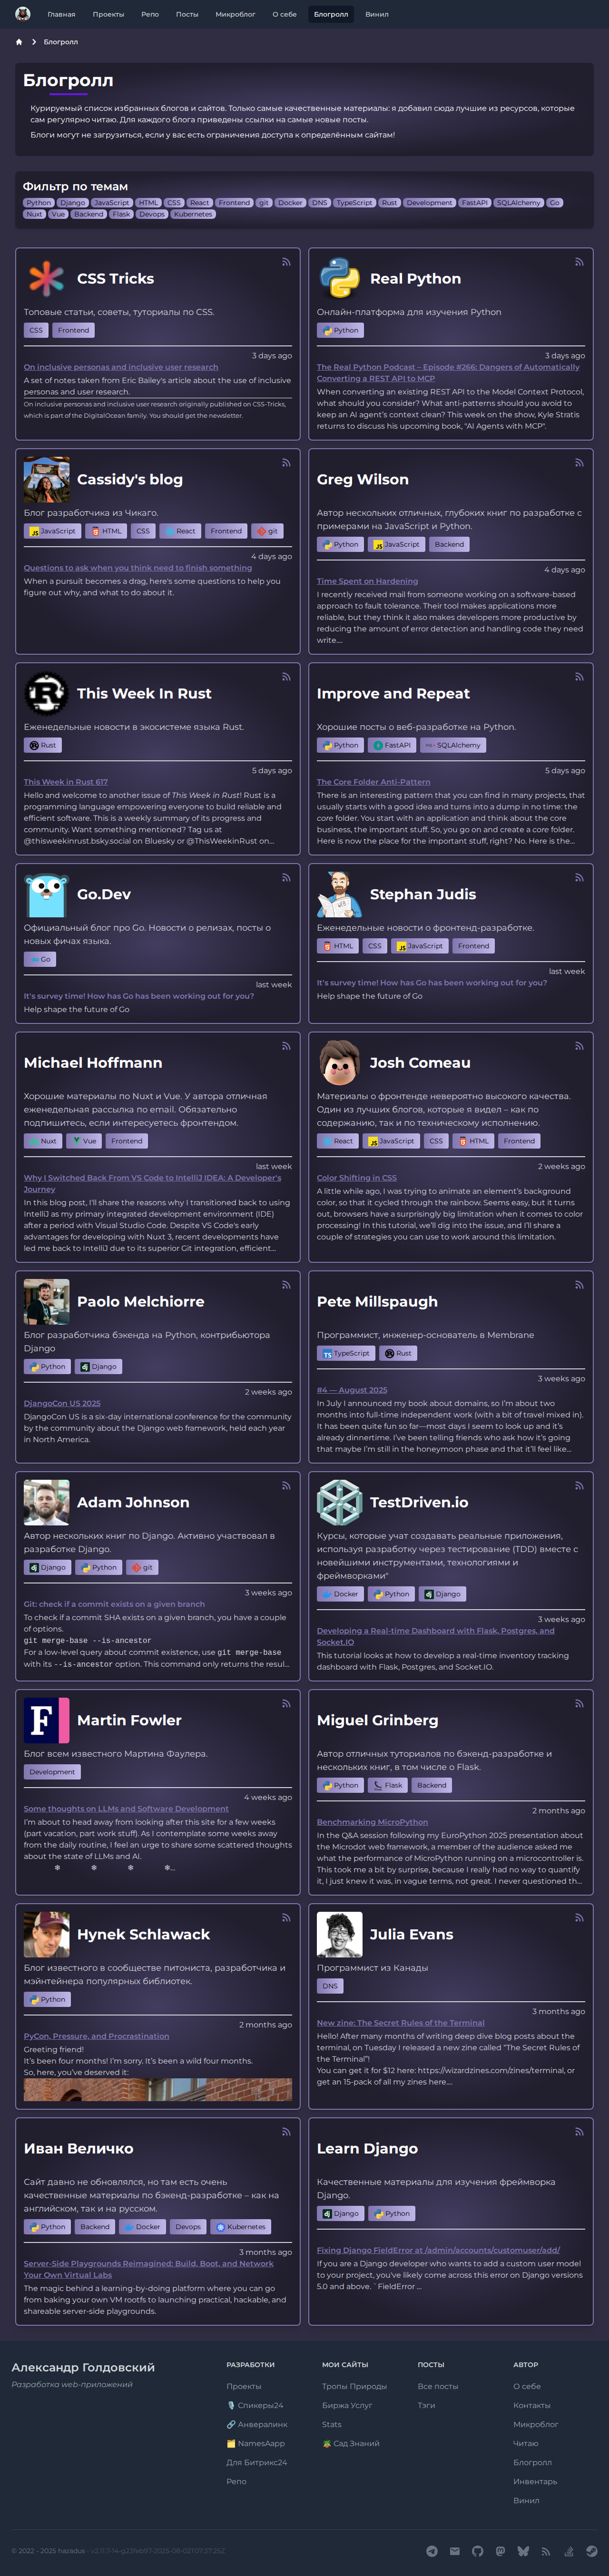 Главная Проекты Репо Посты Микроблог О себе Блогролл Винил
Блогролл
Блогролл
Курируемый список избранных блогов и сайтов. Только самые качественные материалы: я добавил сюда лучшие из ресурсов, которые
сам регулярно читаю. Для каждого блога приведены ссылки на самые новые посты.
Блоги могут не загрузиться, если у вас есть ограничения доступа к определённым сайтам!
Фильтр по темам
Python Django JavaScript HTML CSS React Frontend git Docker DNS TypeScript Rust Development FastAPI SQLAlchemy Go
Nuxt Vue Backend Flask Devops Kubernetes
CSS Tricks
Топовые статьи, советы, туториалы по CSS.
CSS Frontend
3 days ago
On inclusive personas and inclusive user research
A set of notes taken from Eric Bailey's article about the use of inclusive
personas and user research.
On inclusive personas and inclusive user research originally published on CSS-Tricks,
which is part of the DigitalOcean family. You should get the newsletter.
Real Python
Онлайн-платформа для изучения Python
Python
3 days ago
The Real Python Podcast – Episode #266: Dangers of Automatically
Converting a REST API to MCP
When converting an existing REST API to the Model Context Protocol,
what should you consider? What anti-patterns should you avoid to
keep an AI agent’s context clean? This week on the show, Kyle Stratis
returns to discuss his upcoming book, "AI Agents with MCP".
Cassidy's blog
Блог разработчика из Чикаго.
JavaScript HTML CSS React Frontend git
4 days ago
Questions to ask when you think need to finish something
When a pursuit becomes a drag, here's some questions to help you
figure out why, and what to do about it.
Greg Wilson
Автор нескольких отличных, глубоких книг по разработке с
примерами на JavaScript и Python.
Python JavaScript Backend
4 days ago
Time Spent on Hardening
I recently received mail from someone working on a software-based
approach to fault tolerance. Their tool makes applications more
reliable, but they think it also makes developers more productive by
reducing the amount of error detection and handling code they need
write....
This Week In Rust
Еженедельные новости в экосистеме языка Rust.
Rust
5 days ago
This Week in Rust 617
Hello and welcome to another issue of This Week in Rust! Rust is a
programming language empowering everyone to build reliable and
efficient software. This is a weekly summary of its progress and
community. Want something mentioned? Tag us at
@thisweekinrust.bsky.social on Bluesky or @ThisWeekinRust on...
Improve and Repeat
Хорошие посты о веб-разработке на Python.
Python FastAPI SQLAlchemy
5 days ago
The Core Folder Anti-Pattern
There is an interesting pattern that you can find in many projects, that
usually starts with a good idea and turns into a dump in no time: the
core folder. You start with an application and think about the core
business, the important stuff. So, you go on and create a core folder.
Here is now the place for the important stuff, right? No. Here is the...
Go.Dev
Официальный блог про Go. Новости о релизах, посты о
новых фичах языка.
Go
last week
It's survey time! How has Go has been working out for you?
Help shape the future of Go
Stephan Judis
Еженедельные новости о фронтенд-разработке.
HTML CSS JavaScript Frontend
last week
It's survey time! How has Go has been working out for you?
Help shape the future of Go
Michael Hoffmann
Хорошие материалы по Nuxt и Vue. У автора отличная
еженедельная рассылка по email. Обязательно
подпишитесь, если интересуетесь фронтендом.
Nuxt Vue Frontend
last week
Why I Switched Back From VS Code to IntelliJ IDEA: A Developer's
Journey
In this blog post, I'll share the reasons why I transitioned back to using
IntelliJ as my primary integrated development environment (IDE)
after a period with Visual Studio Code. Despite VS Code's early
advantages for developing with Nuxt 3, recent developments have
led me back to IntelliJ due to its superior Git integration, efficient...
Josh Comeau
Материалы о фронтенде невероятно высокого качества.
Один из лучших блогов, которые я видел – как по
содержанию, так и по техническому исполнению.
React JavaScript CSS HTML Frontend
2 weeks ago
Color Shifting in CSS
A little while ago, I was trying to animate an element’s background
color, so that it cycled through the rainbow. Seems easy, but it turns
out, browsers have a surprisingly big limitation when it comes to color
processing! In this tutorial, we’ll dig into the issue, and I’ll share a
couple of strategies you can use to work around this limitation.
Paolo Melchiorre
Блог разработчика бэкенда на Python, контрибьютора
Django
Python Django
2 weeks ago
DjangoCon US 2025
DjangoCon US is a six-day international conference for the community
by the community about the Django web framework, held each year
in North America.
Pete Millspaugh
Программист, инженер-основатель в Membrane
TypeScript Rust
3 weeks ago
#4 — August 2025
In July I announced my book about domains, so I’m about two
months into full-time independent work (with a bit of travel mixed in).
It has been quite fun so far—most days I seem to look up and it’s
already dinnertime. I’ve been telling friends who ask how it’s going
that maybe I’m still in the honeymoon phase and that it’ll feel like...
Adam Johnson
Автор нескольких книг по Django. Активно участвовал в
разработке Django.
Django Python git
3 weeks ago
Git: check if a commit exists on a given branch
To check if a commit SHA exists on a given branch, you have a couple
of options.
git merge-base --is-ancestor
For a low-level query about commit existence, use git merge-base
with its --is-ancestor option. This command only returns the resul...
TestDriven.io
Курсы, которые учат создавать реальные приложения,
используя разработку через тестирование (TDD) вместе с
новейшими инструментами, технологиями и
фреймворками"
Docker Python Django
3 weeks ago
Developing a Real-time Dashboard with Flask, Postgres, and
Socket.IO
This tutorial looks at how to develop a real-time inventory tracking
dashboard with Flask, Postgres, and Socket.IO.
Martin Fowler
Блог всем известного Мартина Фаулера.
Development
4 weeks ago
Some thoughts on LLMs and Software Development
I’m about to head away from looking after this site for a few weeks
(part vacation, part work stuff). As I contemplate some weeks away
from the daily routine, I feel an urge to share some scattered thoughts
about the state of LLMs and AI.
❄ ❄ ❄ ❄...
Miguel Grinberg
Автор отличных туториалов по бэкенд-разработке и
нескольких книг, в том числе о Flask.
Python Flask Backend
2 months ago
Benchmarking MicroPython
In the Q&A session following my EuroPython 2025 presentation about
the Microdot web framework, a member of the audience asked me
what the performance of MicroPython running on a microcontroller is.
This took me a bit by surprise, because I really had no way to quantify
it, I just knew it was, in vague terms, not great. I never questioned th...
Hynek Schlawack
Блог известного в сообществе питониста, разработчика и
мэйнтейнера популярных библиотек.
Python
2 months ago
PyCon, Pressure, and Procrastination
Greeting friend!
It’s been four months! I’m sorry. It’s been a wild four months.
So, here, you’ve deserved it:
Julia Evans
Программист из Канады
DNS
3 months ago
New zine: The Secret Rules of the Terminal
Hello! After many months of writing deep dive blog posts about the
terminal, on Tuesday I released a new zine called “The Secret Rules of
the Terminal”!
You can get it for $12 here: https://wizardzines.com/zines/terminal, or
get an 15-pack of all my zines here....
Иван Величко
Сайт давно не обновлялся, но там есть очень
качественные материалы по бэкенд-разработке – как на
английском, так и на русском.
Python Backend Docker Devops Kubernetes
3 months ago
Server-Side Playgrounds Reimagined: Build, Boot, and Network
Your Own Virtual Labs
The magic behind a learning-by-doing platform where you can go
from baking your own VM rootfs to launching practical, hackable, and
shareable server-side playgrounds.
Learn Django
Качественные материалы для изучения фреймворка
Django.
Django Python
Fixing Django FieldError at /admin/accounts/customuser/add/
If you are a Django developer who wants to add a custom user model
to your project, you've likely come across this error on Django versions
5.0 and above. `FieldError ...
Александр Голдовский
Разработка web-приложений
РАЗРАБОТКИ
Проекты
Спикеры24
Анвералинк
NamesAapp
Для Битрикс24
Репо
МОИ САЙТЫ
Тропы Природы
Биржа Услуг
Stats
Сад Знаний
ПОСТЫ
Все посты
Тэги
АВТОР
О себе
Контакты
Микроблог
Читаю
Блогролл
Инвентарь
Винил
© 2022 - 2025 hazadus